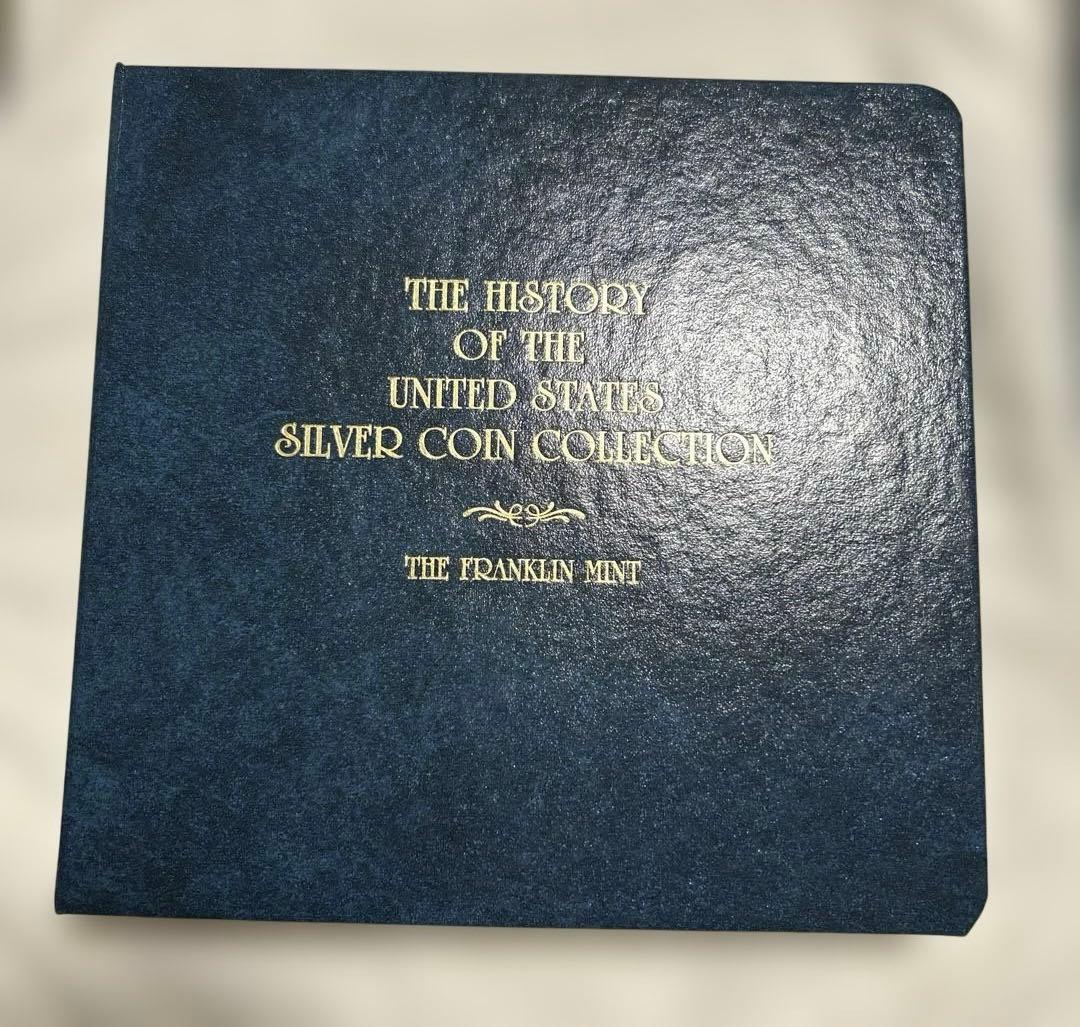 THE HISTORY
OF THE
UNITED STATES
SILVER COIN COLLECTION
THE FRANKLIN MINT